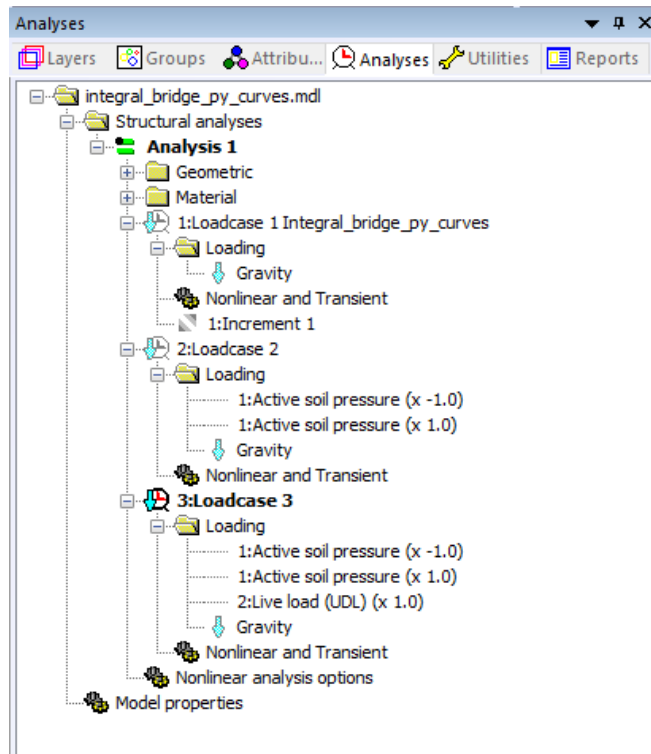 Analyses
Layers Groups Attribu... Analyses Utilities Reports
integral_bridge_py_curves.mdl
Structural analyses
Analysis 1
Geometric
Material
1:Loadcase 1 Integral_bridge_py_curves
Loading
Gravity
Nonlinear and Transient
1:Increment 1
2:Loadcase 2
Loading
1:Active soil pressure (x -1.0)
1:Active soil pressure (x 1.0)
Gravity
Nonlinear and Transient
3:Loadcase 3
Loading
1:Active soil pressure (x -1.0)
1:Active soil pressure (x 1.0)
2:Live load (UDL) (x 1.0)
Gravity
Nonlinear and Transient
Nonlinear analysis options
Model properties